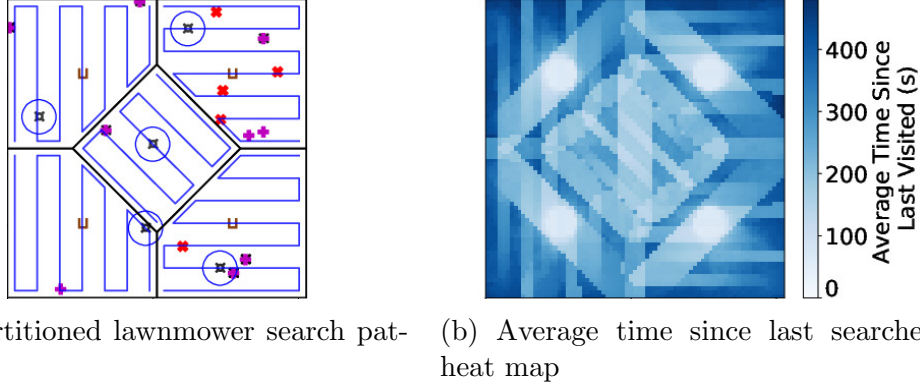 400
300
200
100
0
Average Time Since
Last Visited (s)
lawnmower search pat-
(b) Average time since last searche
heat map